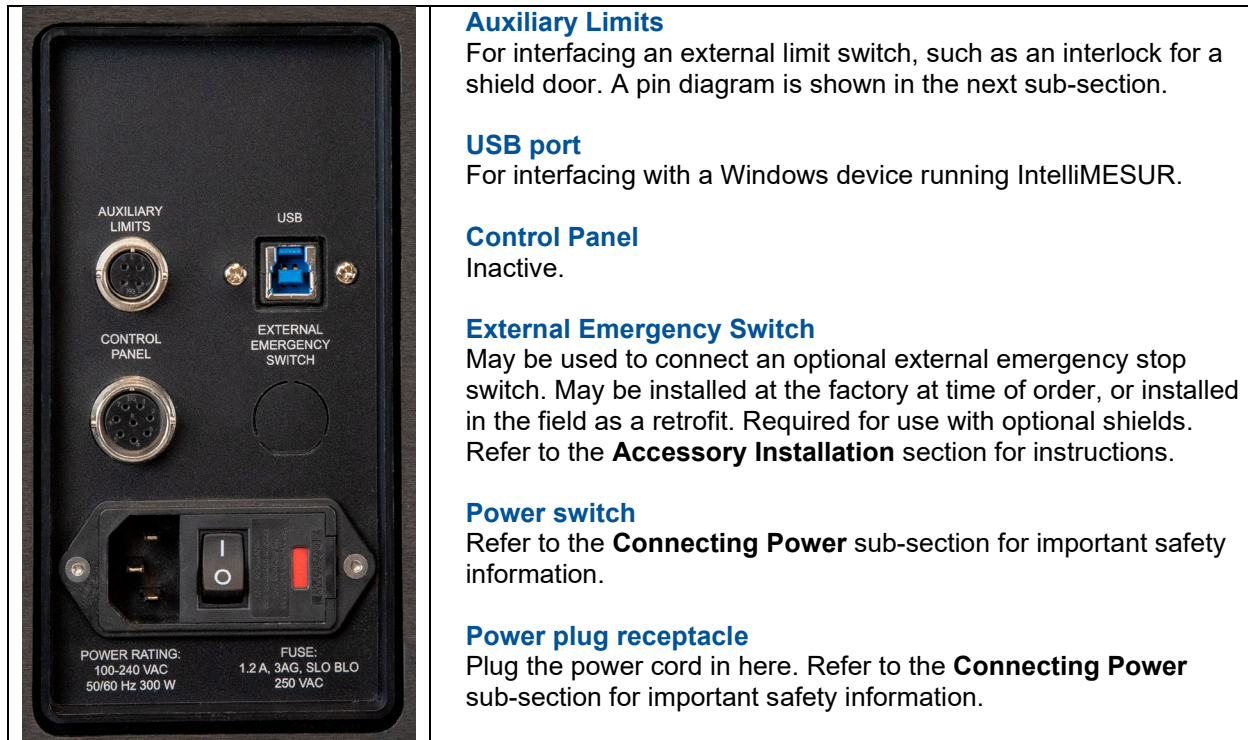 AUXILIARY
LIMITS
USB
CONTROL
PANEL
EXTERNAL
EMERGENCY
SWITCH
POWER RATING:
100-240 VAC
50/60 Hz 300 W
FUSE:
1.2 A, 3AG, SLO BLO
250 VAC
Auxiliary Limits
For interfacing an external limit switch, such as an interlock for a
shield door. A pin diagram is shown in the next sub-section.
USB port
For interfacing with a Windows device running IntelliMESUR.
Control Panel
Inactive.
External Emergency Switch
May be used to connect an optional external emergency stop
switch. May be installed at the factory at time of order, or installed
in the field as a retrofit. Required for use with optional shields.
Refer to the Accessory Installation section for instructions.
Power switch
Refer to the Connecting Power sub-section for important safety
information.
Power plug receptacle
Plug the power cord in here. Refer to the Connecting Power
sub-section for important safety information.